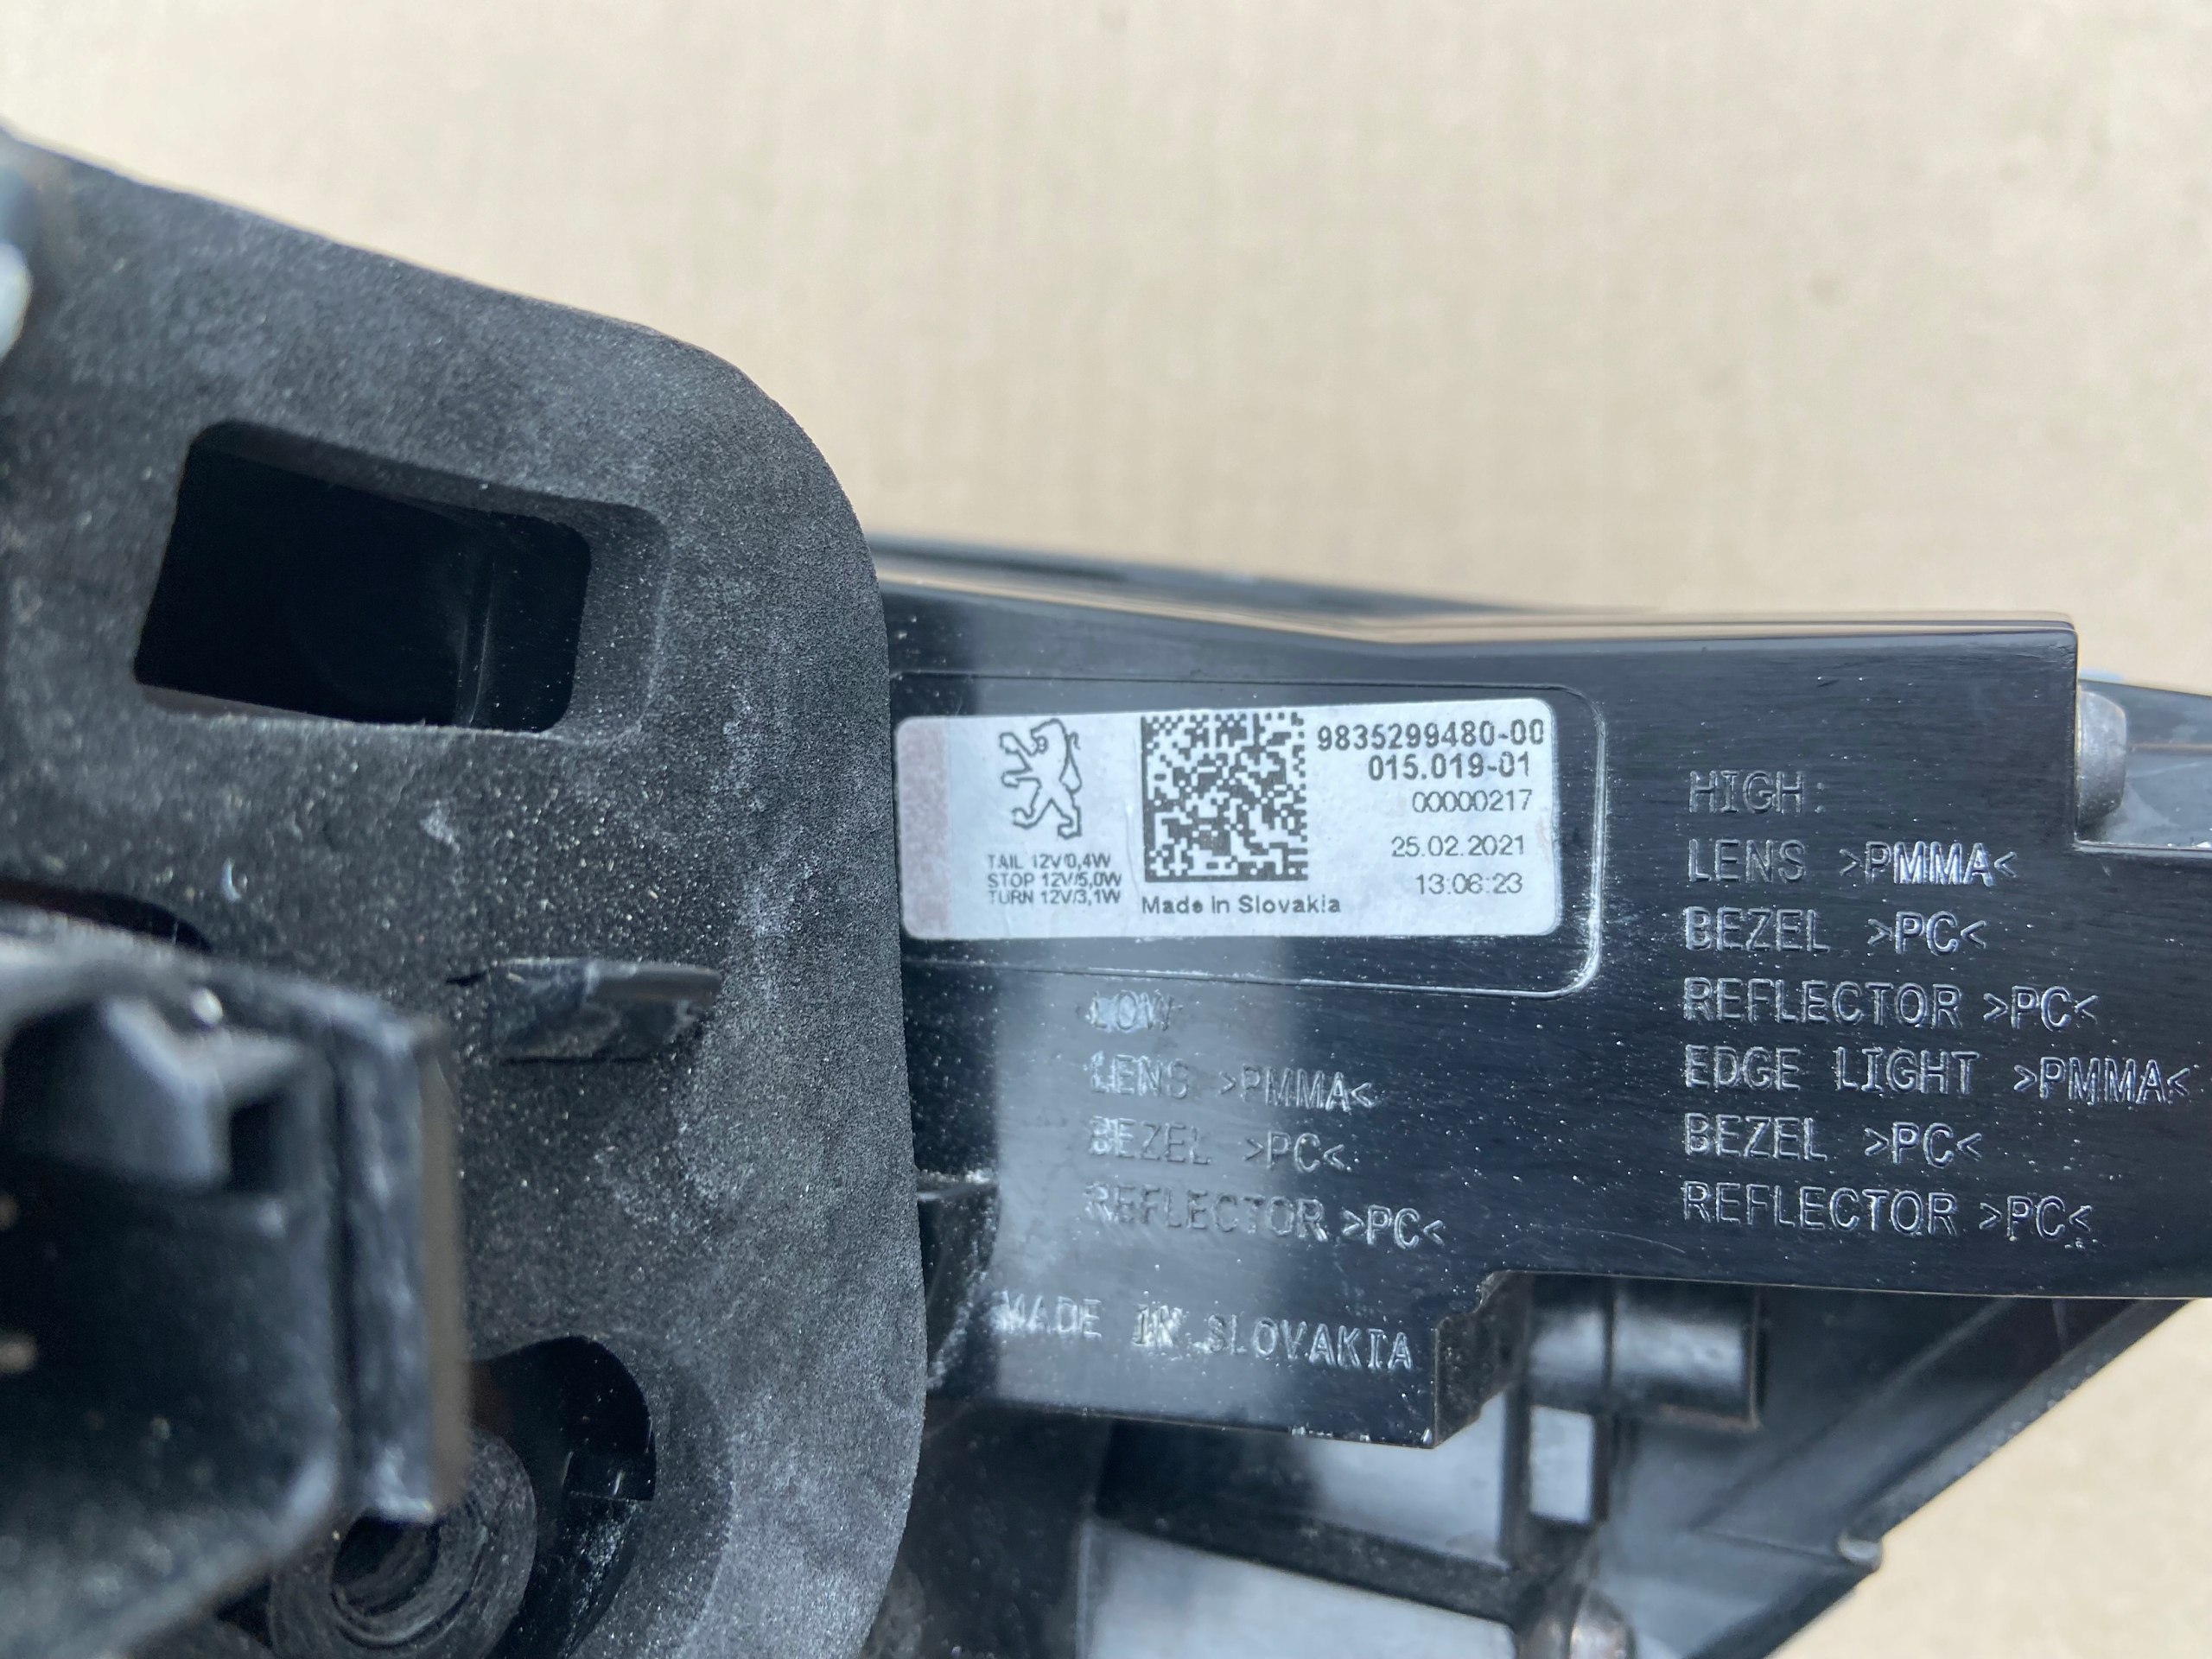 9835299480-00
015.019-01
00000217
25.02.2021
13:06:23
TAIL 12V/0,4W
STOP 12V/5,0W
TURN 12V/3,1W
Made in Slovakia
HIGH:
LENS >PMMA<
BEZEL >PC<
REFLECTOR >PC<
EDGE LIGHT >PMMA<
BEZEL >PC<
REFLECTOR >PC<
LOW
LENS >PMMA<
BEZEL >PC<
REFLECTOR >PC<
MADE IN SLOVAKIA